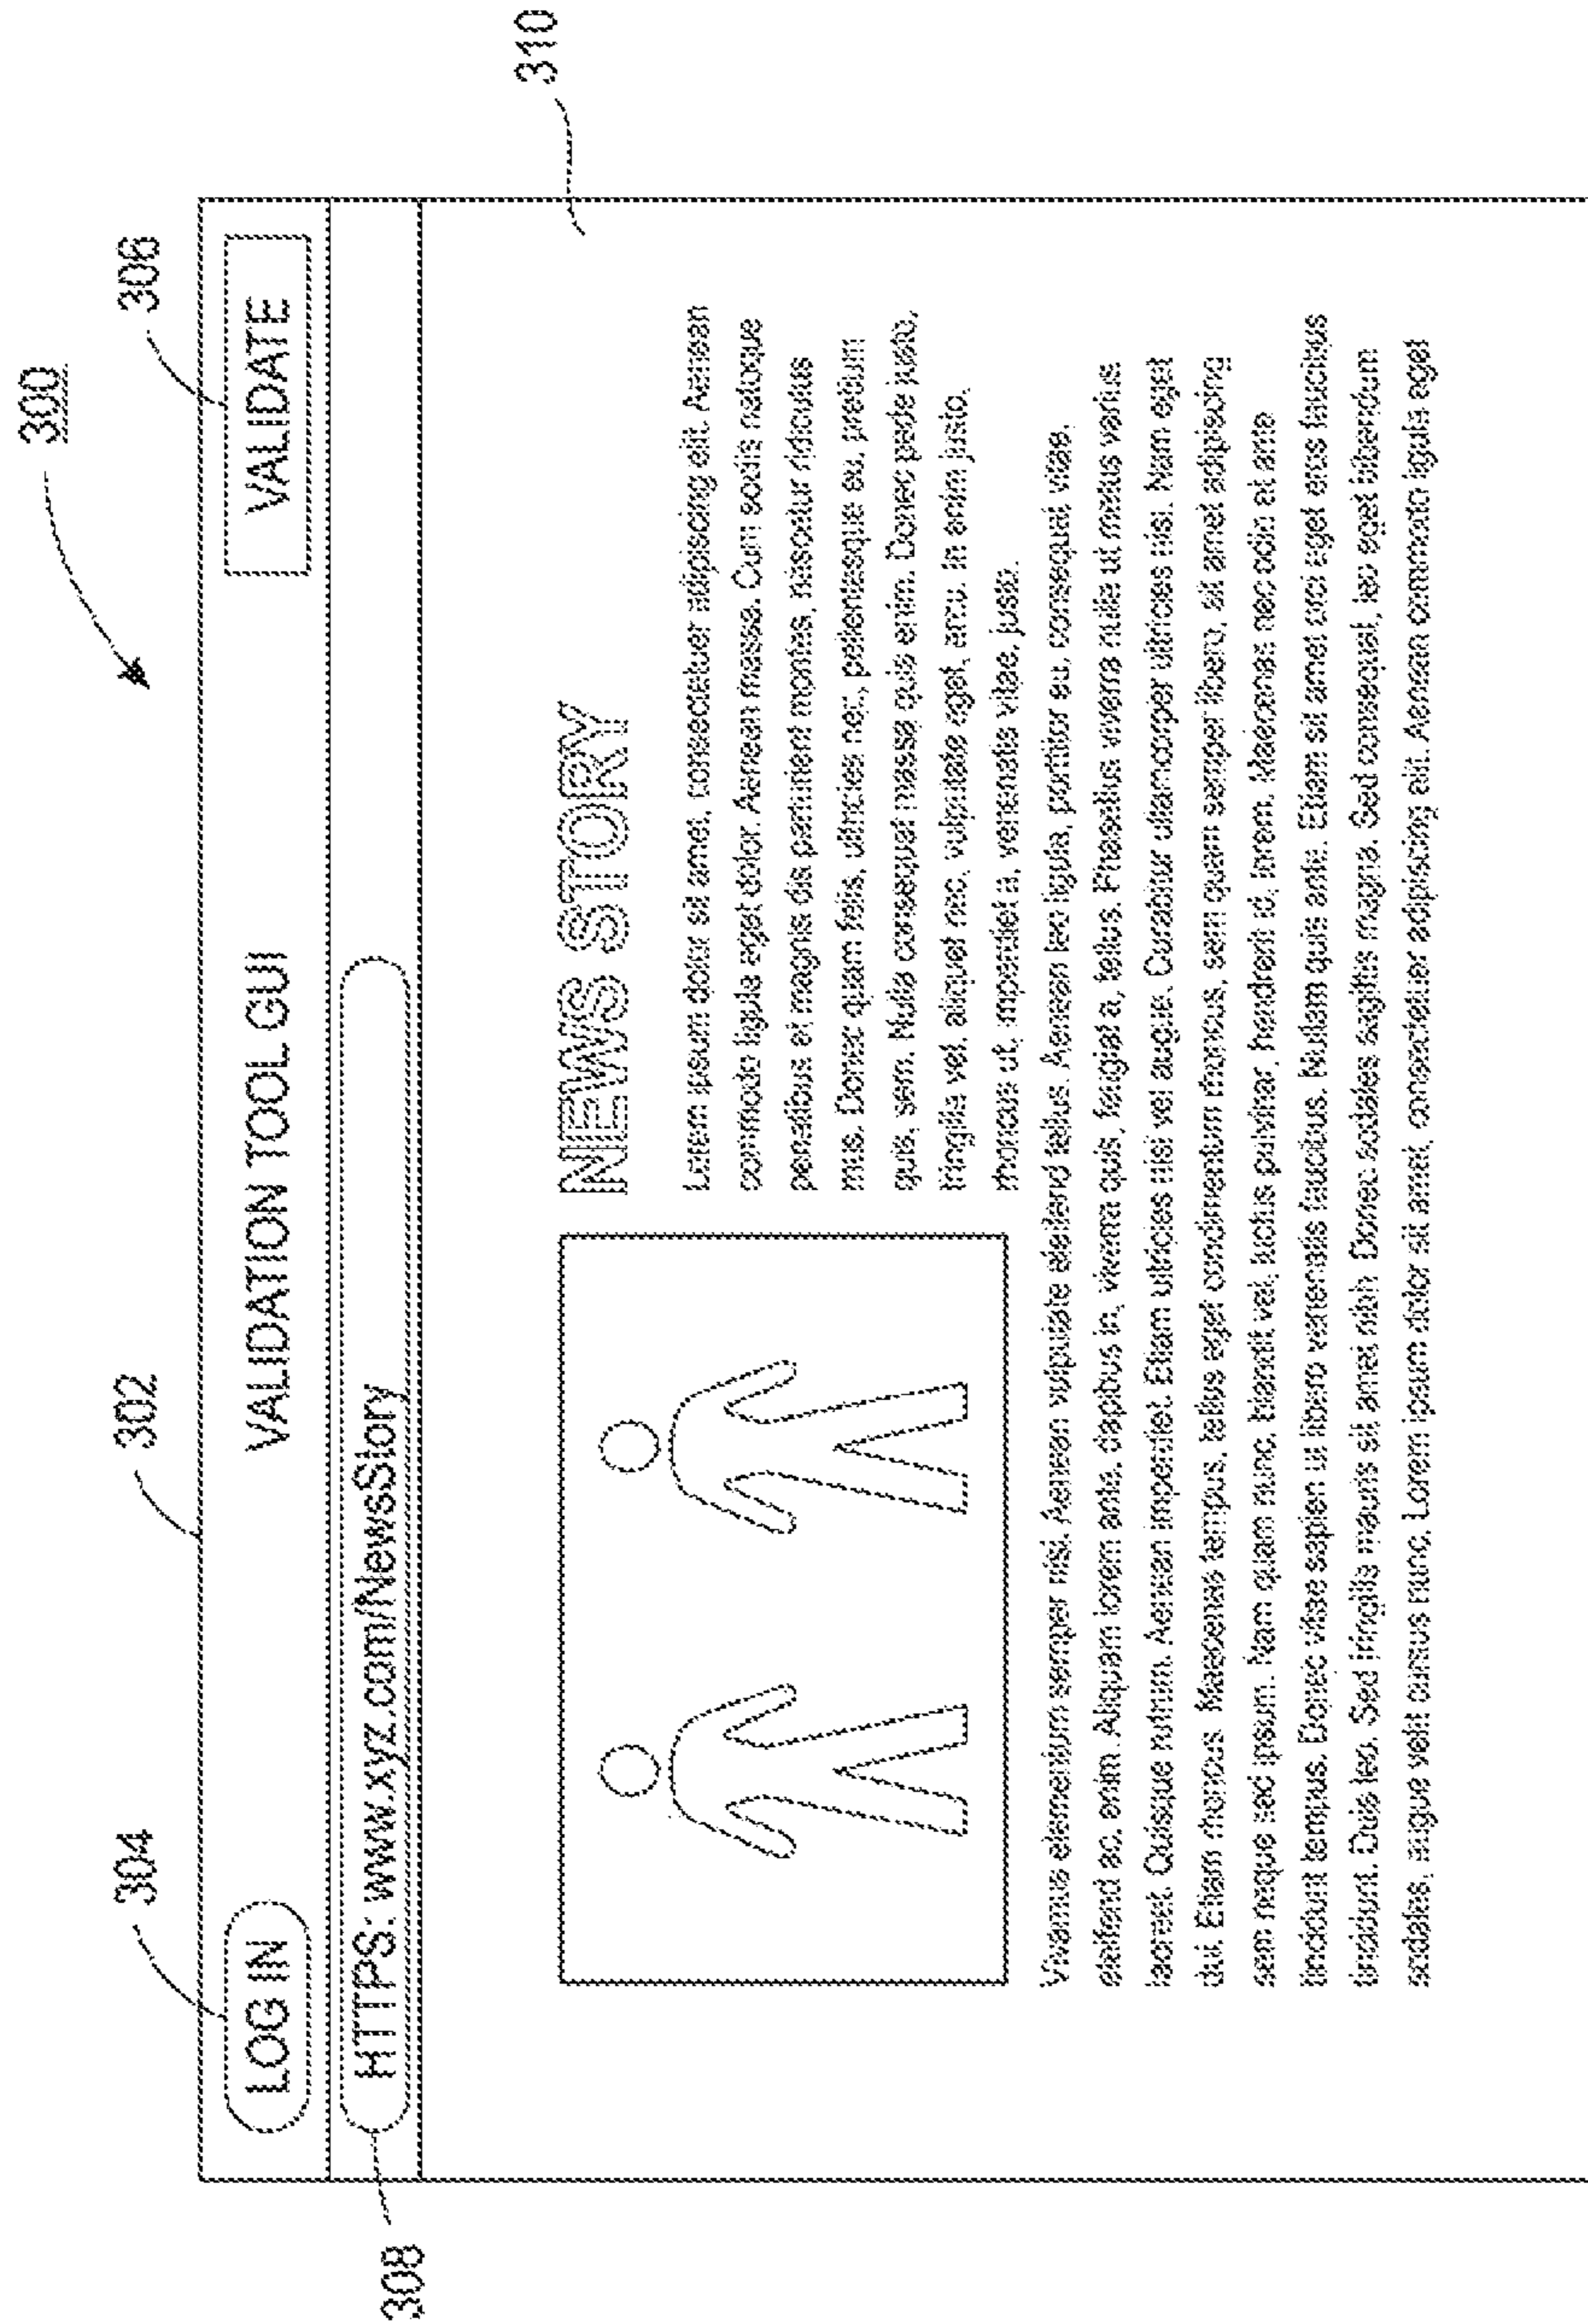 300
302
304
306
LOG IN
VALIDATION TOOL GUI
VALIDATE
308
HTTPS: www.xyz.com/NewsStory
310
NEWS STORY
Lorem ipsum dolor sit amet, consectetuer adipiscing elit. Aenean
commodo ligula eget dolor. Aenean massa. Cum sociis natoque
penatibus et magnis dis parturient montes, nascetur ridiculus
mus. Donec quam felis, ultricies nec, pellentesque eu, pretium
quis, sem. Nulla consequat massa quis enim. Donec pede justo,
fringilla vel, aliquet nec, vulputate eget, arcu. In enim justo,
rhoncus ut, imperdiet a, venenatis vitae, justo.
Vivamus elementum semper nisi. Aenean vulputate eleifend tellus. Aenean leo ligula, porttitor eu, consequat vitae,
eleifend ac, enim. Aliquam lorem ante, dapibus in, viverra quis, feugiat a, tellus. Phasellus viverra nulla ut metus varius
laoreet. Quisque rutrum. Aenean imperdiet. Etiam ultricies nisi vel augue. Curabitur ullamcorper ultricies nisi. Nam eget
dui. Etiam rhoncus. Maecenas tempus, tellus eget condimentum rhoncus, sem quam semper libero, sit amet adipiscing
sem neque sed ipsum. Nam quam nunc, blandit vel, luctus pulvinar, hendrerit id, lorem. Maecenas nec odio et ante
tincidunt tempus. Donec vitae sapien ut libero venenatis faucibus. Nullam quis ante. Etiam sit amet orci eget eros faucibus
tincidunt. Duis leo. Sed fringilla mauris sit amet nibh. Donec sodales sagittis magna. Sed consequat, leo eget bibendum
sodales, augue velit cursus nunc. Lorem ipsum dolor sit amet, consectetuer adipiscing elit. Aenean commodo ligula eget